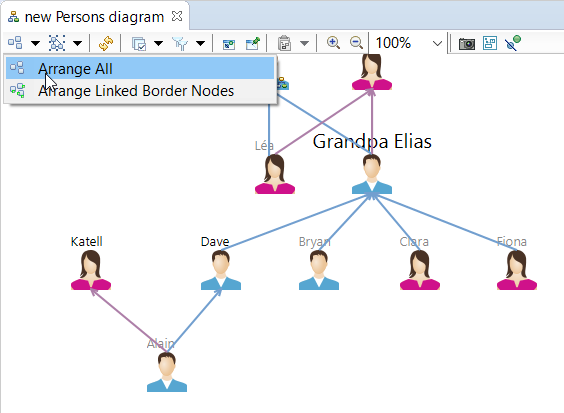 new Persons diagram
100%
Arrange All
Arrange Linked Border Nodes
Léa
Grandpa Elias
Katell
Dave
Bryan
Clara
Fiona
Alain